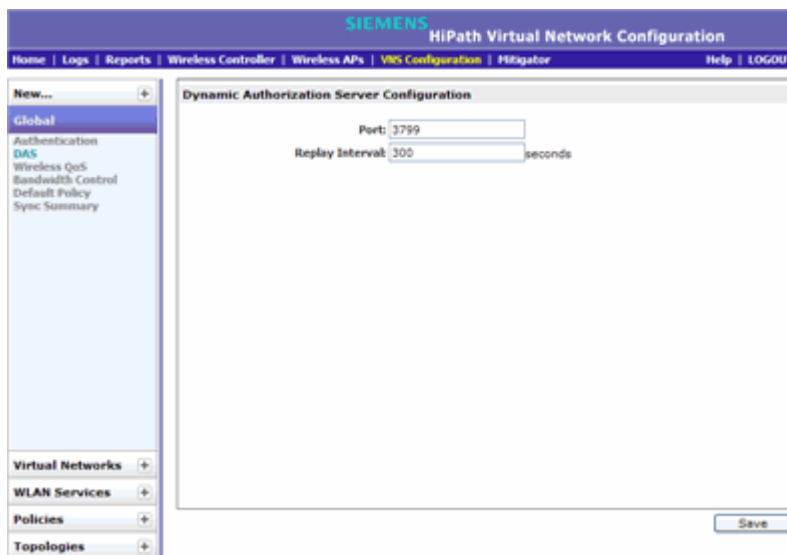 SIEMENS
HiPath Virtual Network Configuration
Home | Logs | Reports | Wireless Controller | Wireless APs | VNS Configuration | Mitigator Help | LOGOU
New... +
Global
Authentication
DAS
Wireless QoS
Bandwidth Control
Default Policy
Sync Summary
Virtual Networks +
WLAN Services +
Policies +
Topologies +
Dynamic Authorization Server Configuration
Port: 3799
Replay Interval: 300 seconds
Save